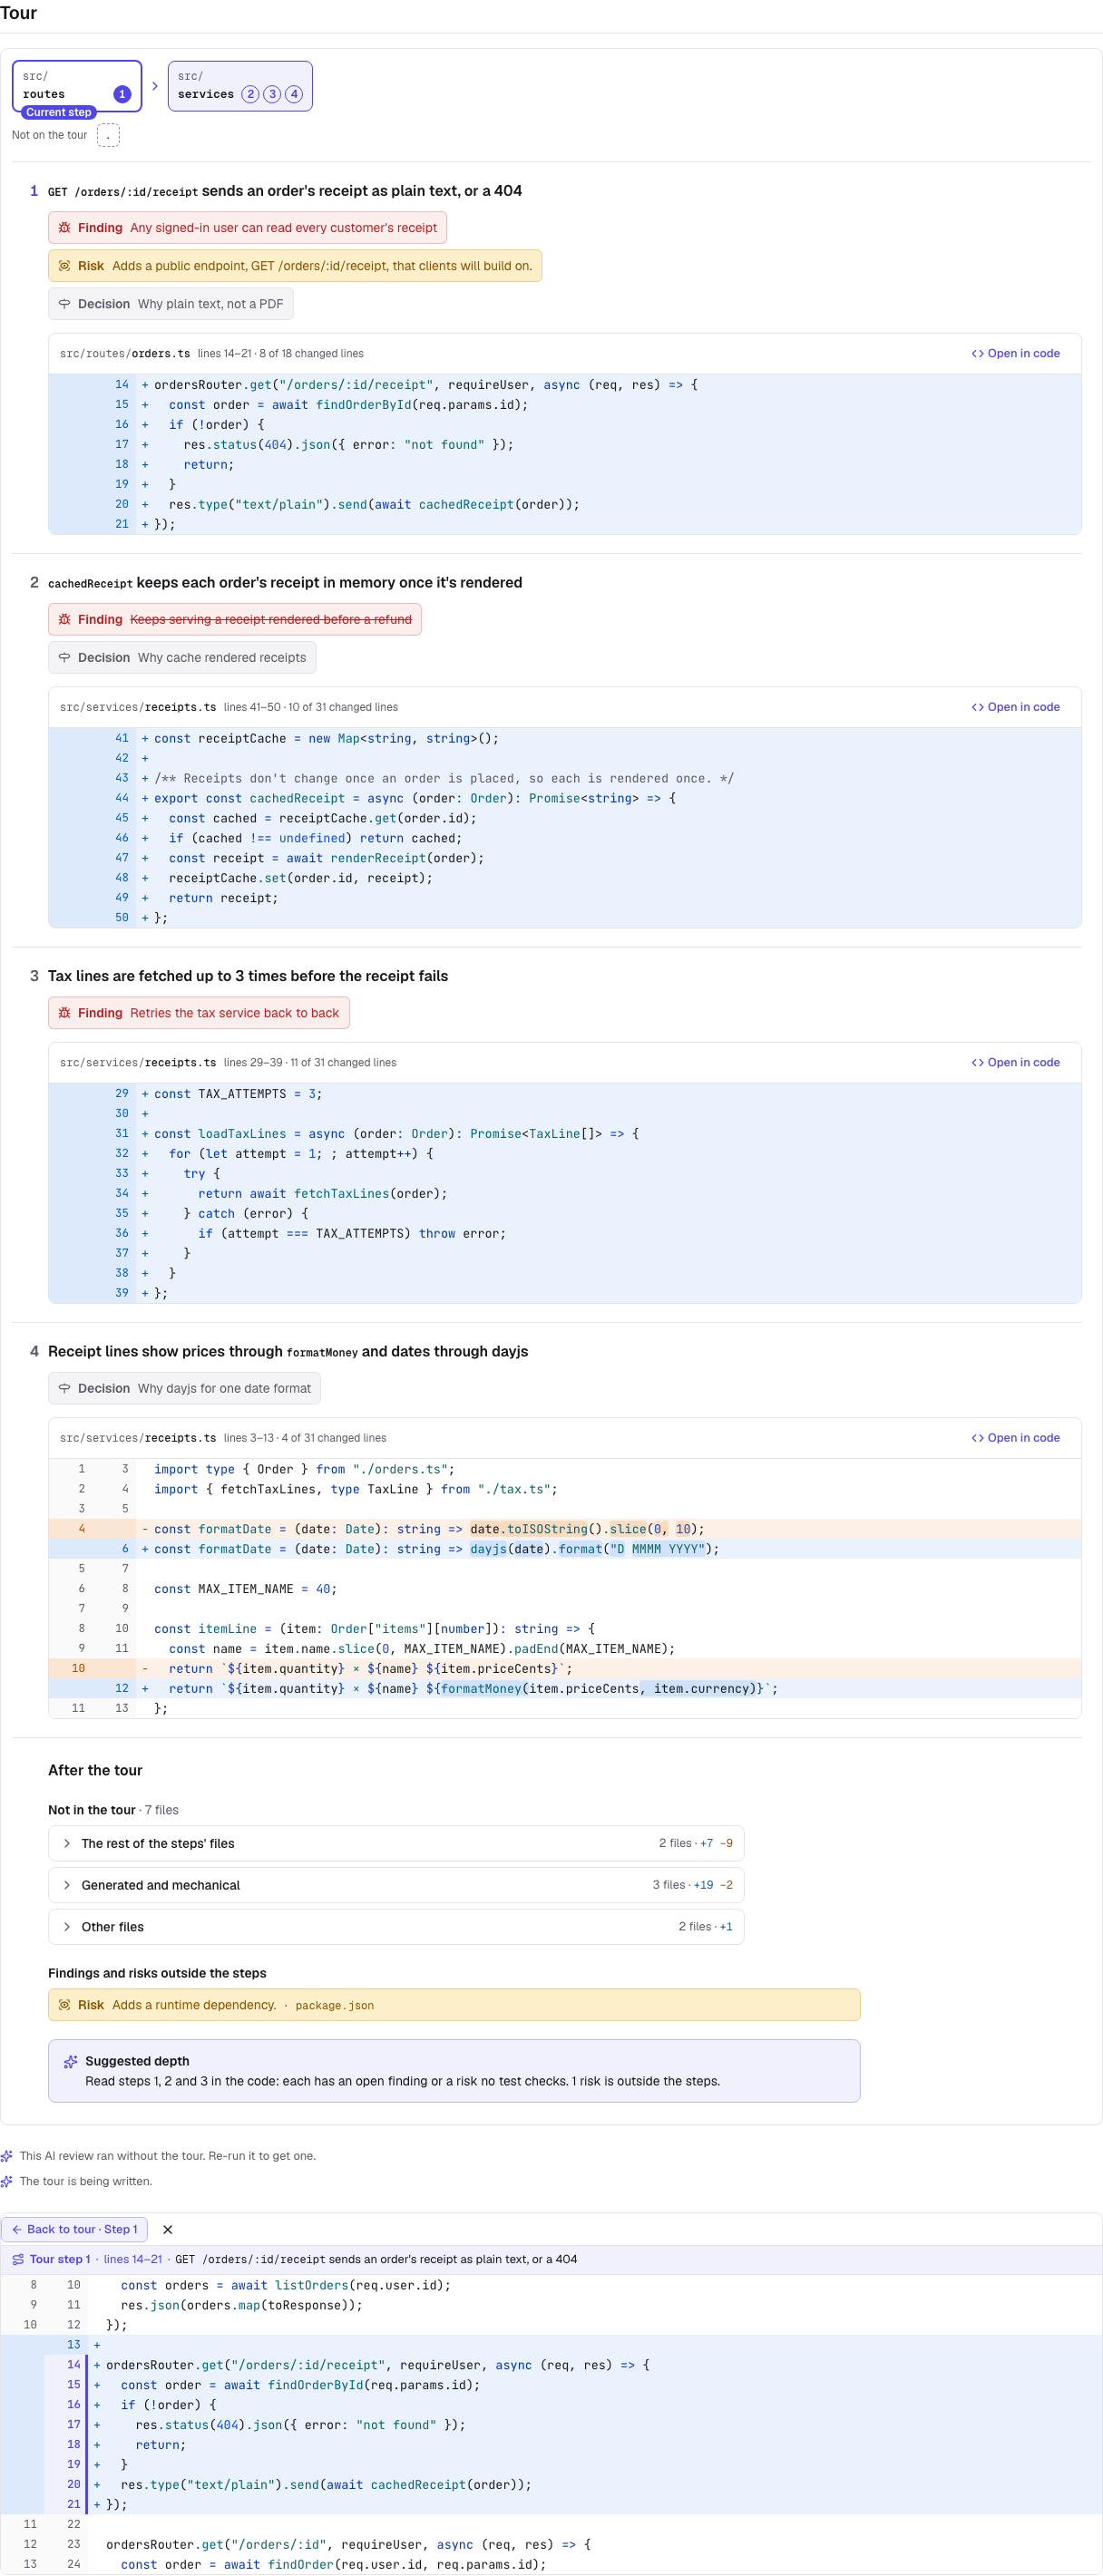 Tour
src/
routes 1
Current step
src/
services 2 3 4
Not on the tour .
1 GET /orders/:id/receipt sends an order's receipt as plain text, or a 404
Finding Any signed-in user can read every customer's receipt
Risk Adds a public endpoint, GET /orders/:id/receipt, that clients will build on.
Decision Why plain text, not a PDF
src/routes/orders.ts lines 14–21 · 8 of 18 changed lines Open in code
14 + ordersRouter.get("/orders/:id/receipt", requireUser, async (req, res) => {
15 + const order = await findOrderById(req.params.id);
16 + if (!order) {
17 + res.status(404).json({ error: "not found" });
18 + return;
19 + }
20 + res.type("text/plain").send(await cachedReceipt(order));
21 + });
2 cachedReceipt keeps each order's receipt in memory once it's rendered
Finding Keeps serving a receipt rendered before a refund
Decision Why cache rendered receipts
src/services/receipts.ts lines 41–50 · 10 of 31 changed lines Open in code
41 + const receiptCache = new Map<string, string>();
42 +
43 + /** Receipts don't change once an order is placed, so each is rendered once. */
44 + export const cachedReceipt = async (order: Order): Promise<string> => {
45 + const cached = receiptCache.get(order.id);
46 + if (cached !== undefined) return cached;
47 + const receipt = await renderReceipt(order);
48 + receiptCache.set(order.id, receipt);
49 + return receipt;
50 + };
3 Tax lines are fetched up to 3 times before the receipt fails
Finding Retries the tax service back to back
src/services/receipts.ts lines 29–39 · 11 of 31 changed lines Open in code
29 + const TAX_ATTEMPTS = 3;
30 +
31 + const loadTaxLines = async (order: Order): Promise<TaxLine[]> => {
32 + for (let attempt = 1; ; attempt++) {
33 + try {
34 + return await fetchTaxLines(order);
35 + } catch (error) {
36 + if (attempt === TAX_ATTEMPTS) throw error;
37 + }
38 + }
39 + };
4 Receipt lines show prices through formatMoney and dates through dayjs
Decision Why dayjs for one date format
src/services/receipts.ts lines 3–13 · 4 of 31 changed lines Open in code
1 3 import type { Order } from "./orders.ts";
2 4 import { fetchTaxLines, type TaxLine } from "./tax.ts";
3 5
4 - const formatDate = (date: Date): string => date.toISOString().slice(0, 10);
6 + const formatDate = (date: Date): string => dayjs(date).format("D MMMM YYYY");
5 7
6 8 const MAX_ITEM_NAME = 40;
7 9
8 10 const itemLine = (item: Order["items"][number]): string => {
9 11 const name = item.name.slice(0, MAX_ITEM_NAME).padEnd(MAX_ITEM_NAME);
10 - return `${item.quantity} × ${name} ${item.priceCents}`;
12 + return `${item.quantity} × ${name} ${formatMoney(item.priceCents, item.currency)}`;
11 13 };
After the tour
Not in the tour · 7 files
The rest of the steps' files 2 files · +7 −9
Generated and mechanical 3 files · +19 −2
Other files 2 files · +1
Findings and risks outside the steps
Risk Adds a runtime dependency. · package.json
Suggested depth
Read steps 1, 2 and 3 in the code: each has an open finding or a risk no test checks. 1 risk is outside the steps.
This AI review ran without the tour. Re-run it to get one.
The tour is being written.
Back to tour · Step 1
Tour step 1 · lines 14–21 · GET /orders/:id/receipt sends an order's receipt as plain text, or a 404
8 10 const orders = await listOrders(req.user.id);
9 11 res.json(orders.map(toResponse));
10 12 });
13 +
14 + ordersRouter.get("/orders/:id/receipt", requireUser, async (req, res) => {
15 + const order = await findOrderById(req.params.id);
16 + if (!order) {
17 + res.status(404).json({ error: "not found" });
18 + return;
19 + }
20 + res.type("text/plain").send(await cachedReceipt(order));
21 + });
11 22
12 23 ordersRouter.get("/orders/:id", requireUser, async (req, res) => {
13 24 const order = await findOrder(req.user.id, req.params.id);